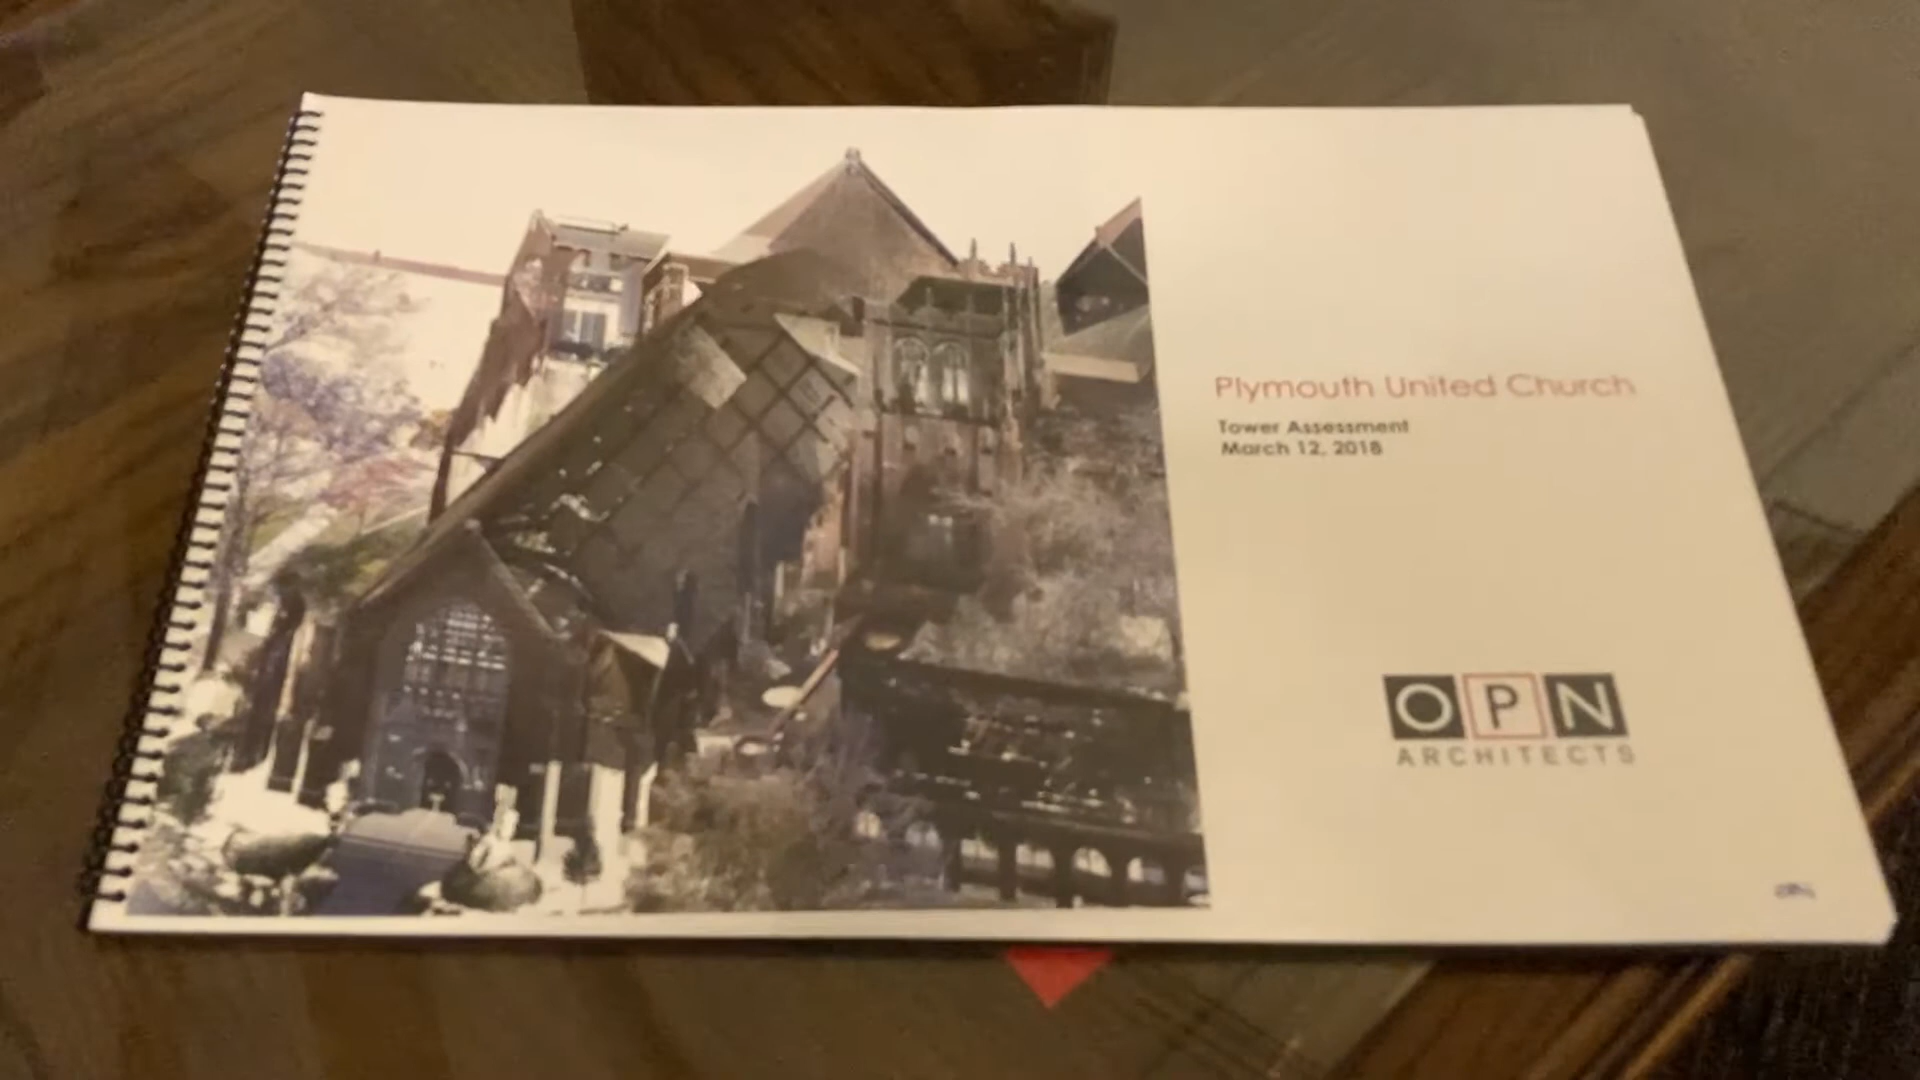 Plymouth United Church
Tower Assessment
March 12, 2018
OPN
ARCHITECTS